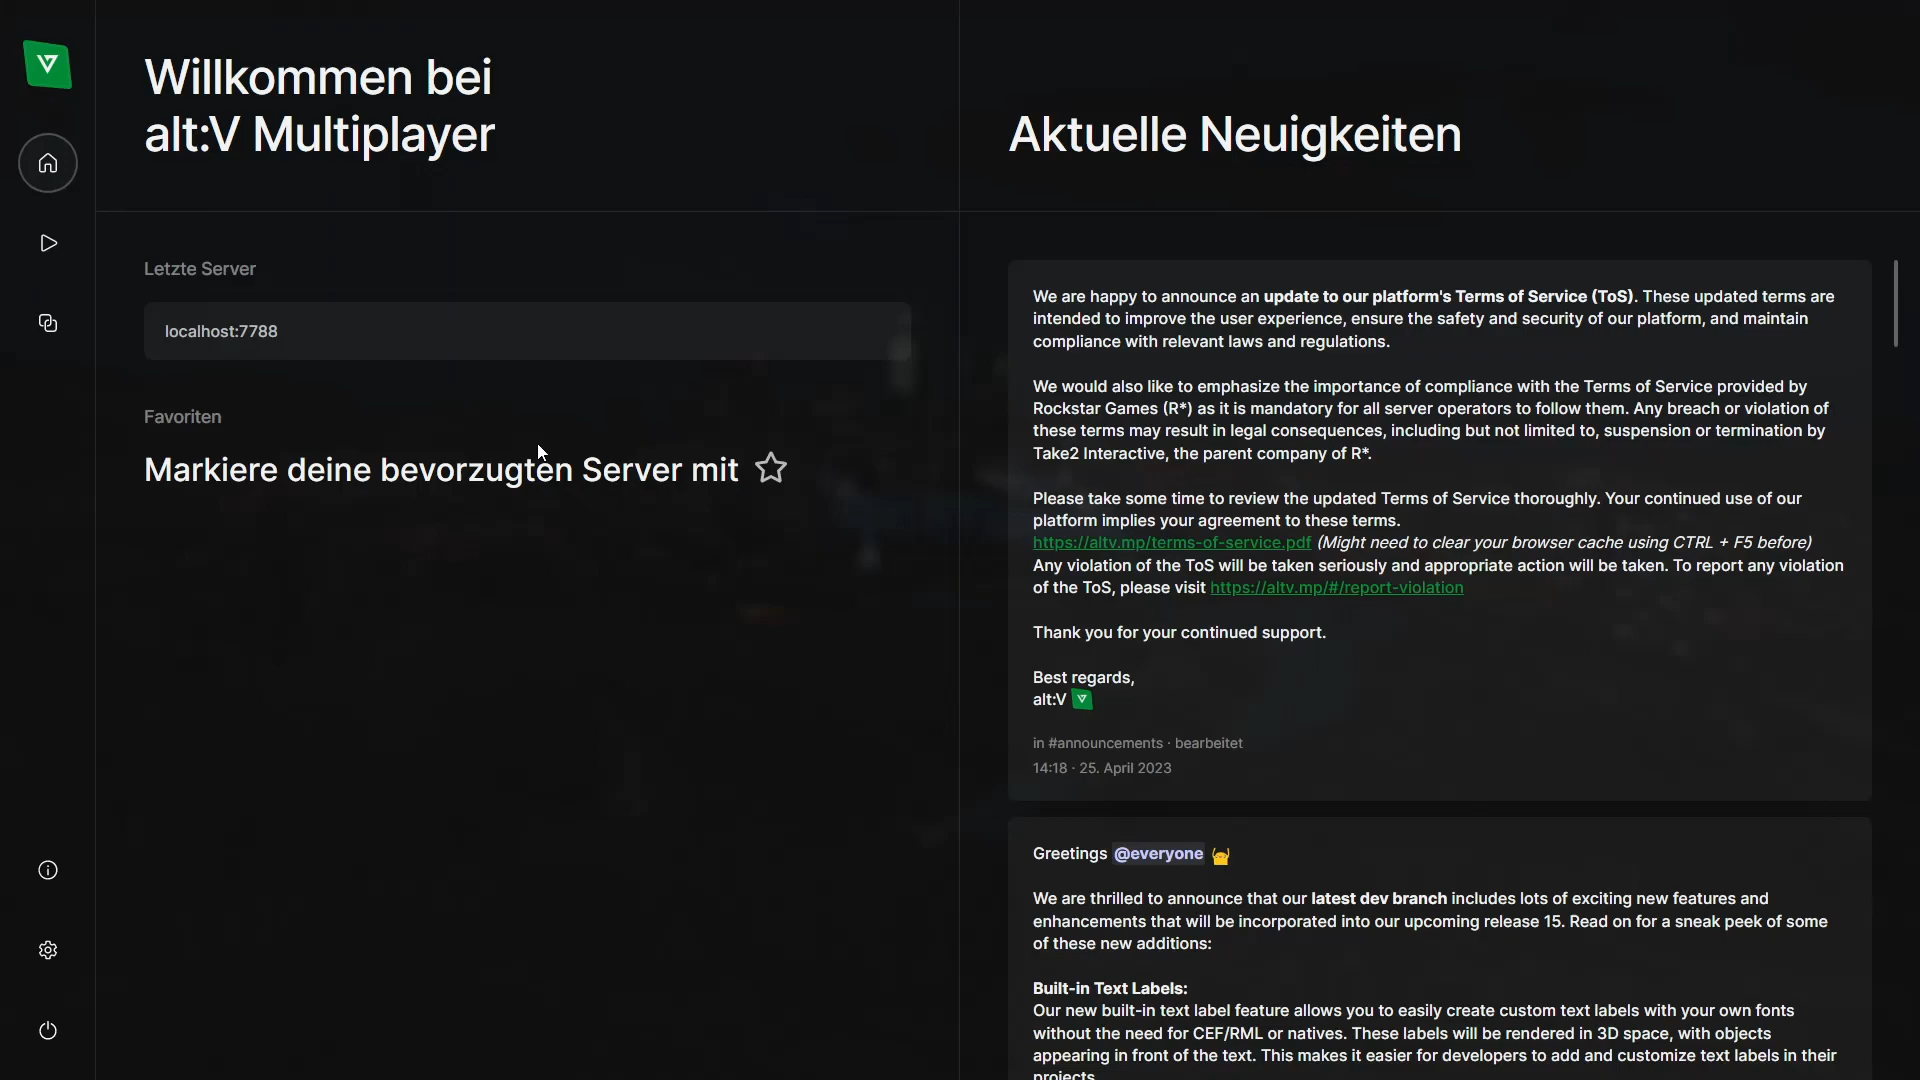 Willkommen bei
alt:V Multiplayer
Letzte Server
localhost:7788
Favoriten
Markiere deine bevorzugten Server mit
Aktuelle Neuigkeiten
We are happy to announce an update to our platform's Terms of Service (ToS). These updated terms are
intended to improve the user experience, ensure the safety and security of our platform, and maintain
compliance with relevant laws and regulations.
We would also like to emphasize the importance of compliance with the Terms of Service provided by
Rockstar Games (R*) as it is mandatory for all server operators to follow them. Any breach or violation of
these terms may result in legal consequences, including but not limited to, suspension or termination by
Take2 Interactive, the parent company of R*.
Please take some time to review the updated Terms of Service thoroughly. Your continued use of our
platform implies your agreement to these terms.
https://altv.mp/terms-of-service.pdf (Might need to clear your browser cache using CTRL + F5 before)
Any violation of the ToS will be taken seriously and appropriate action will be taken. To report any violation
of the ToS, please visit https://altv.mp/#/report-violation
Thank you for your continued support.
Best regards,
alt:V
in #announcements · bearbeitet
14:18 · 25. April 2023
Greetings @everyone
We are thrilled to announce that our latest dev branch includes lots of exciting new features and
enhancements that will be incorporated into our upcoming release 15. Read on for a sneak peek of some
of these new additions:
Built-in Text Labels:
Our new built-in text label feature allows you to easily create custom text labels with your own fonts
without the need for CEF/RML or natives. These labels will be rendered in 3D space, with objects
appearing in front of the text. This makes it easier for developers to add and customize text labels in their
projects.